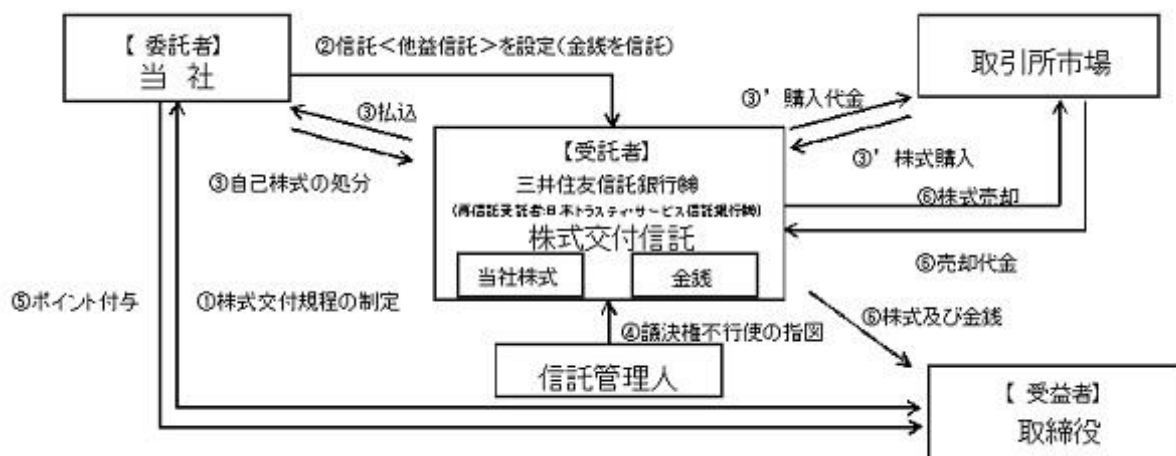 【 委託者】
当 社
②信託<他益信託>を設定(金銭を信託)
取引所市場
③払込
③’ 購入代金
【受託者】
③’ 株式購入
③自己株式の処分
三井住友信託銀行㈱
(再信託受託者:日本トラスティ・サービス信託銀行㈱)
⑥株式売却
株式交付信託
当社株式
金銭
⑥売却代金
⑤ポイント付与
①株式交付規程の制定
⑥株式及び金銭
④議決権不行使の指図
信託管理人
【 受益者】
取締役